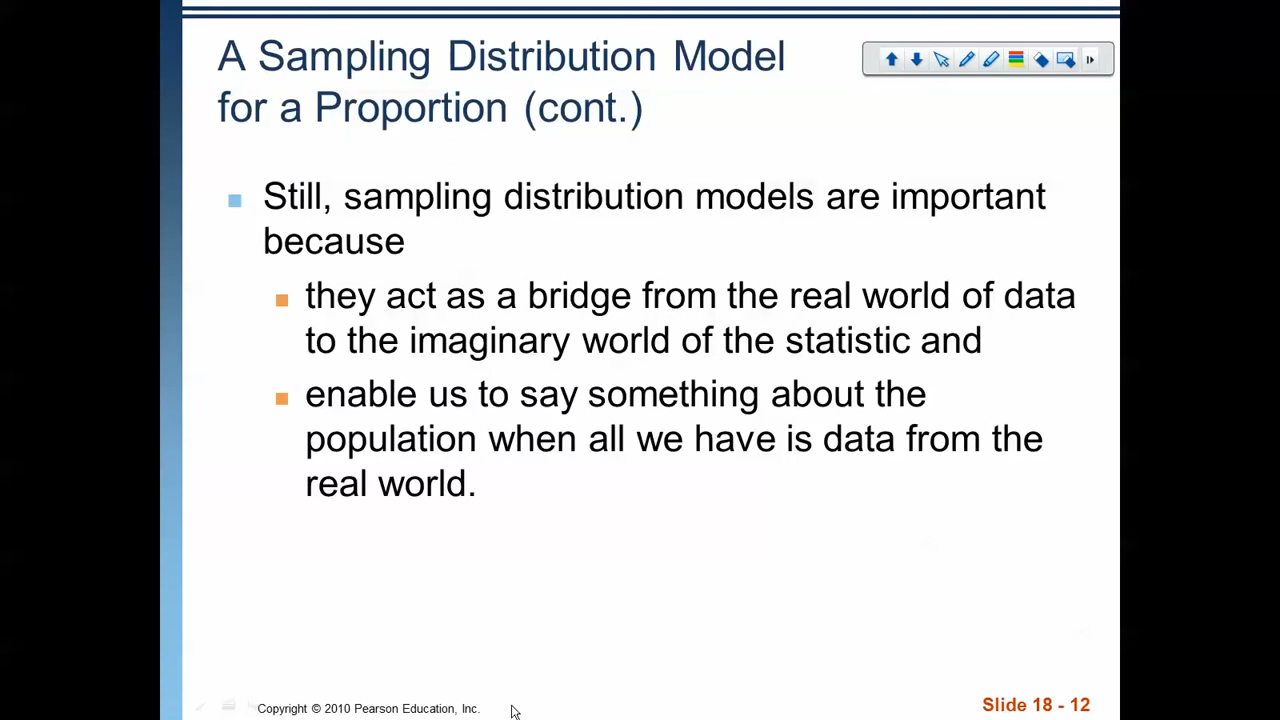 A Sampling Distribution Model
for a Proportion (cont.)
Still, sampling distribution models are important
because
they act as a bridge from the real world of data
to the imaginary world of the statistic and
enable us to say something about the
population when all we have is data from the
real world.
Copyright © 2010 Pearson Education, Inc.
Slide 18 - 12